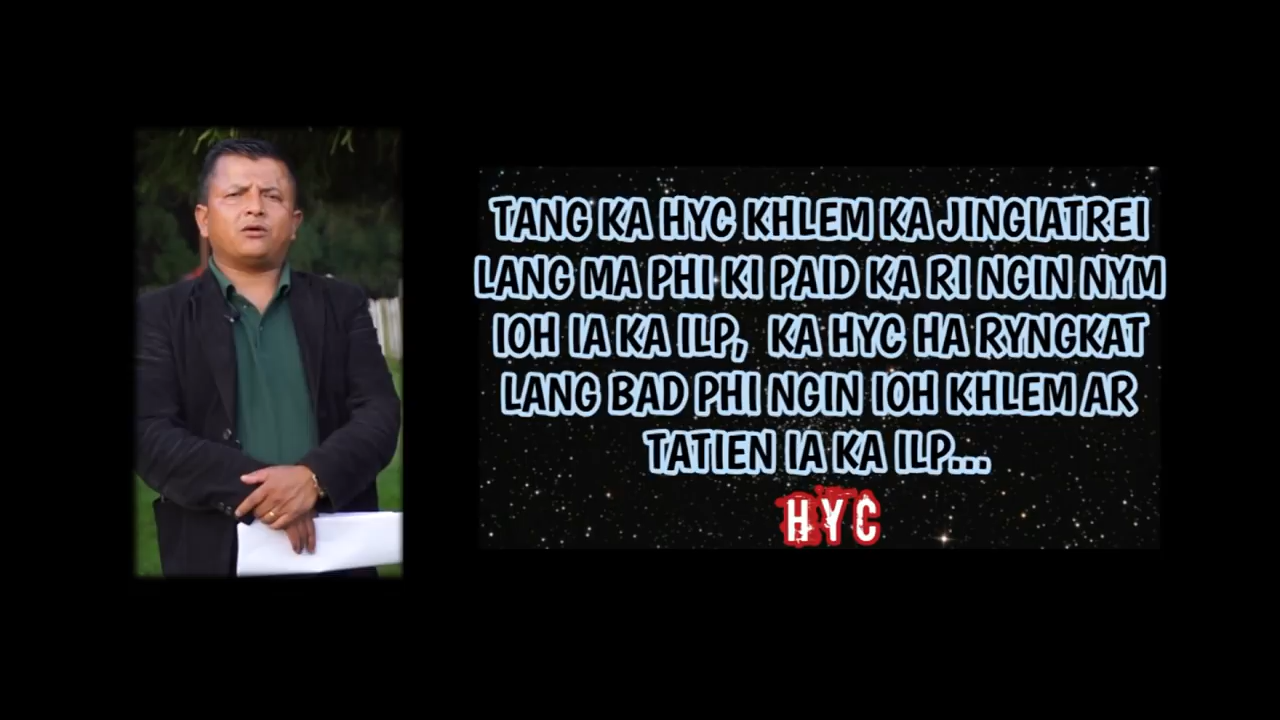 TANG KA HYC KHLEM KA JINGIATREI
LANG MA PHI KI PAID KA RI NGIN NYM
IOH IA KA ILP, KA HYC HA RYNGKAT
LANG BAD PHI NGIN IOH KHLEM AR
TATIEN IA KA ILP...
HYC